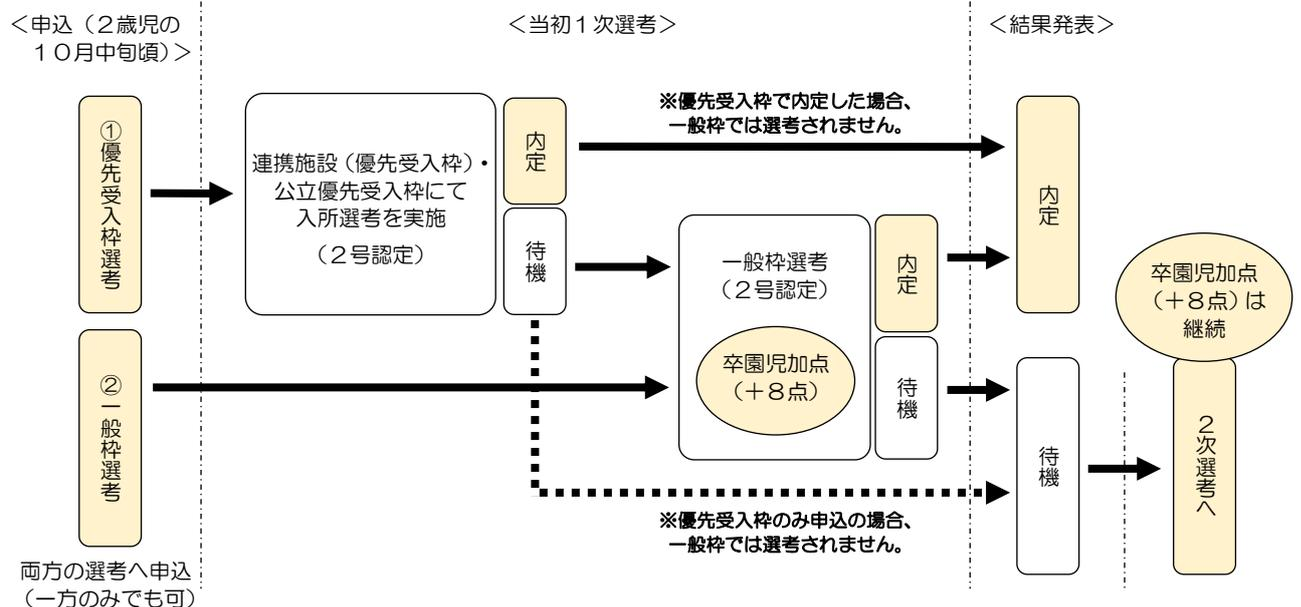 ＜申込（２歳児の
１０月中旬頃）＞
＜当初１次選考＞
＜結果発表＞
①優先受入枠選考
連携施設（優先受入枠）・
公立優先受入枠にて
入所選考を実施
（２号認定）
内定
待機
※優先受入枠で内定した場合、
一般枠では選考されません。
②一般枠選考
一般枠選考
（２号認定）
卒園児加点
（＋８点）
内定
待機
※優先受入枠のみ申込の場合、
一般枠では選考されません。
内定
待機
卒園児加点
（＋８点）は
継続
２次選考へ
両方の選考へ申込
（一方のみでも可）